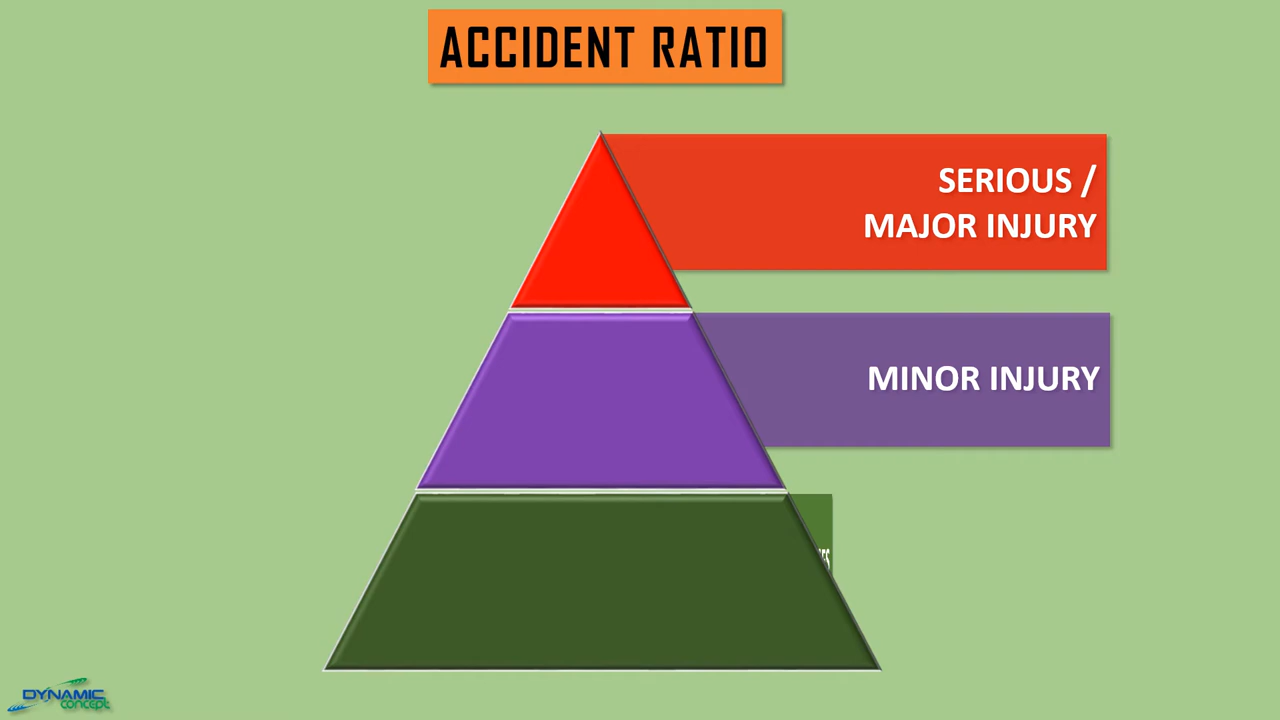 ACCIDENT RATIO
SERIOUS /
MAJOR INJURY
MINOR INJURY
DYNAMIC
concept